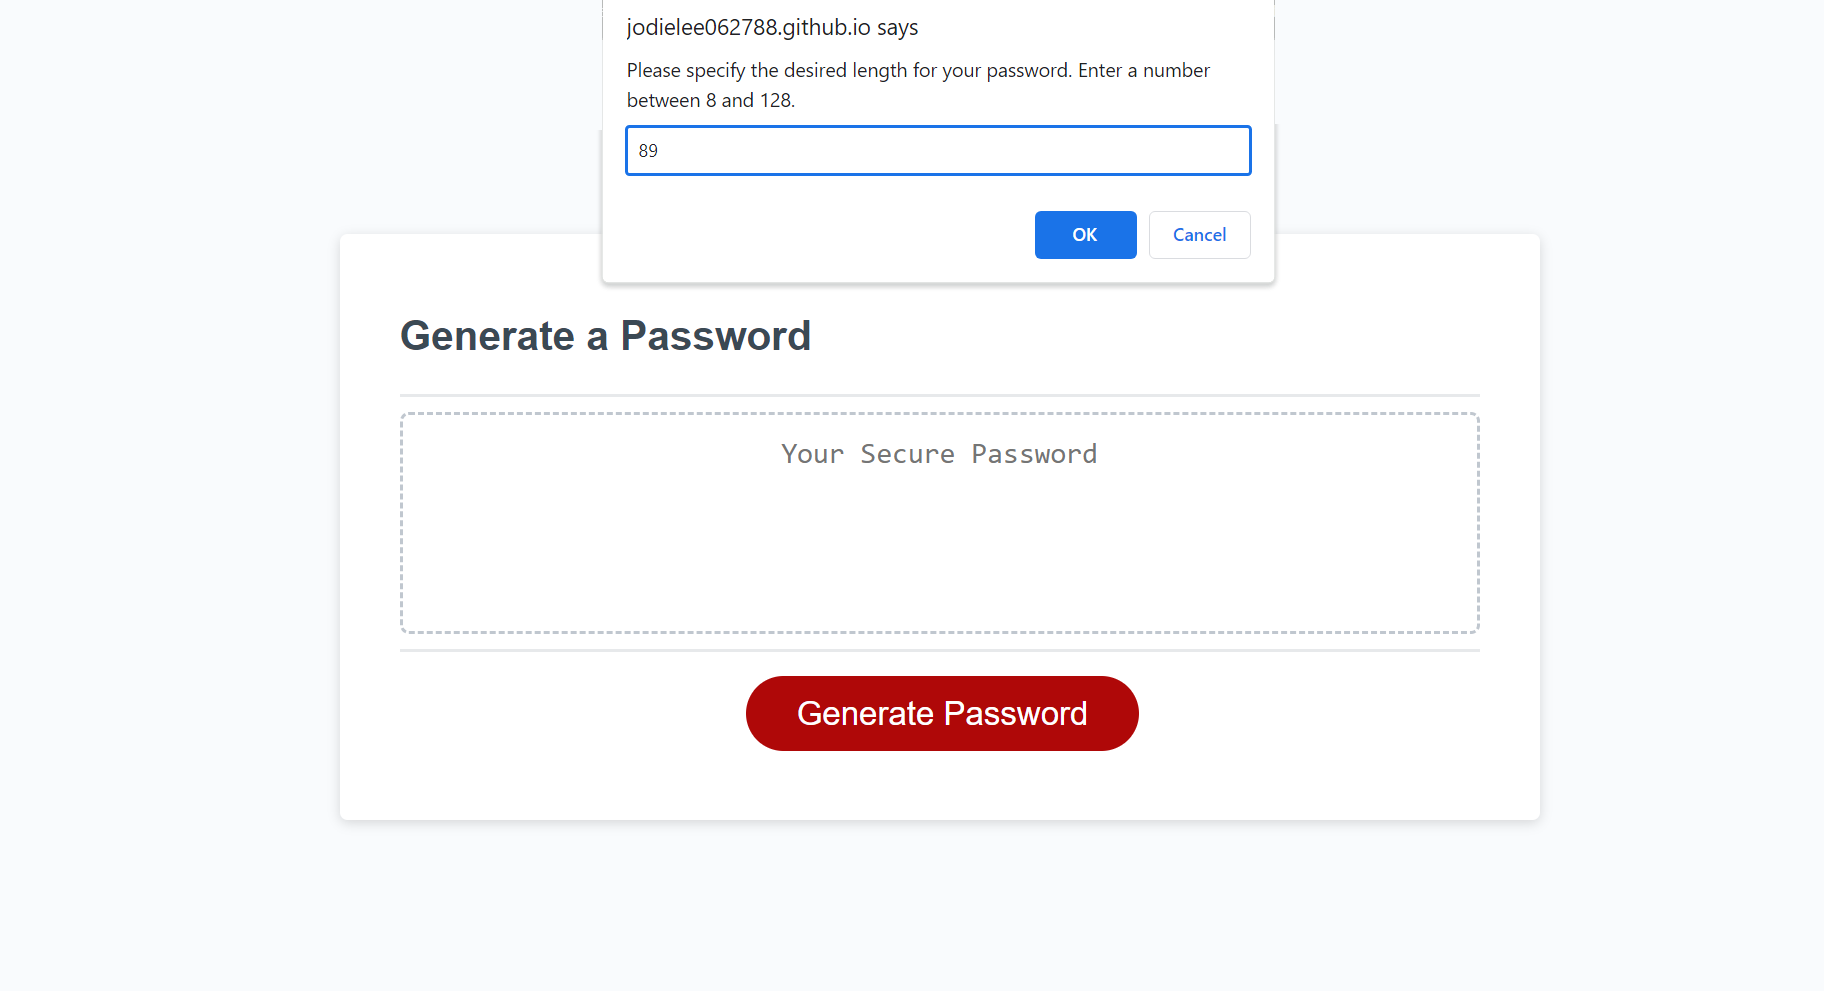 jodielee062788.github.io says
Please specify the desired length for your password. Enter a number
between 8 and 128.
89
OK Cancel
Generate a Password
Your Secure Password
Generate Password